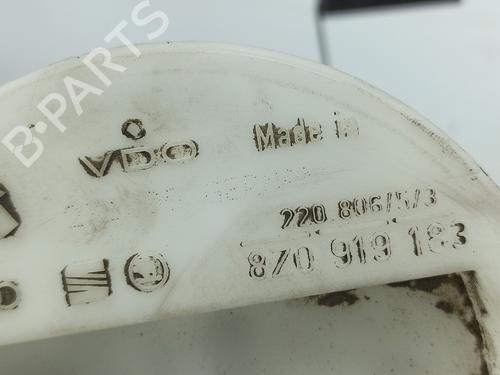 B-PARTS
VDO
Made in
220 806/5/3
8Z0 919 183